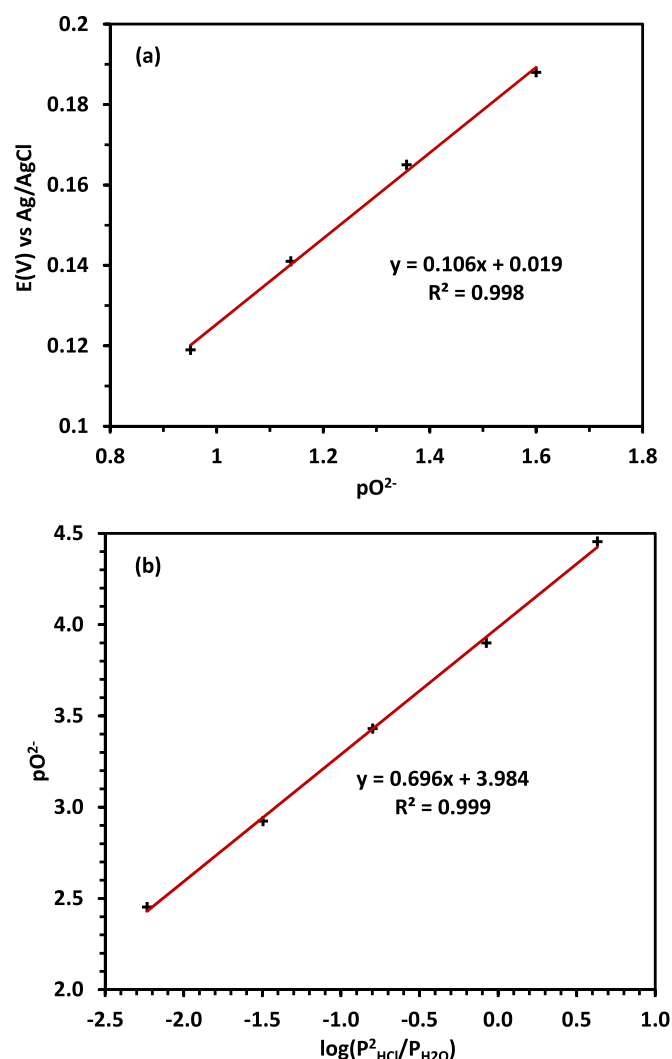 (a)
0.2
0.18
0.16
0.14
0.12
0.1
E(V) vs Ag/AgCl
y = 0.106x + 0.019
R² = 0.998
0.8 1 1.2 1.4 1.6 1.8
pO²⁻
(b)
4.5
4.0
3.5
3.0
2.5
2.0
pO²⁻
y = 0.696x + 3.984
R² = 0.999
-2.5 -2.0 -1.5 -1.0 -0.5 0.0 0.5 1.0
log(P²HCl/PH2O)